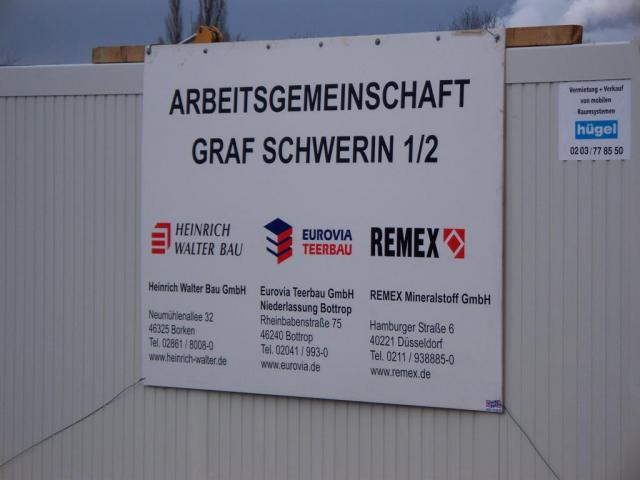 ARBEITSGEMEINSCHAFT
GRAF SCHWERIN 1/2
HEINRICH
WALTER BAU
Heinrich Walter Bau GmbH
Neumühlenallee 32
46325 Borken
Tel. 02861 / 8008-0
www.heinrich-walter.de
EUROVIA
TEERBAU
Eurovia Teerbau GmbH
Niederlassung Bottrop
Rheinbabenstraße 75
46240 Bottrop
Tel. 02041 / 993-0
www.eurovia.de
REMEX
REMEX Mineralstoff GmbH
Hamburger Straße 6
40221 Düsseldorf
Tel. 0211 / 938885-0
www.remex.de
Vermietung + Verkauf
von mobilen
Raumsystemen
hügel
02 03 / 77 85 50